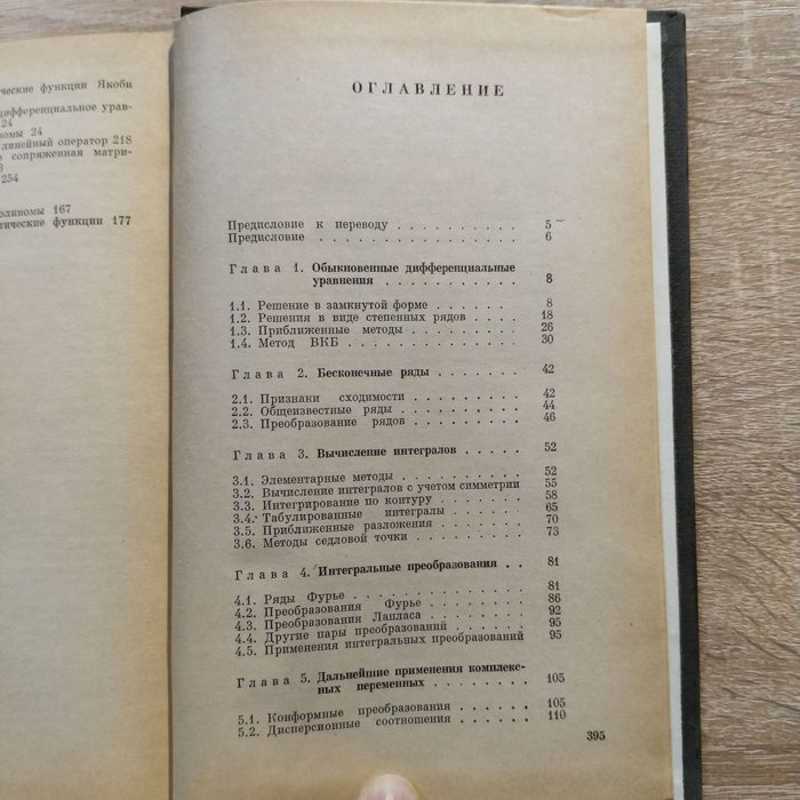 ческие функции Якоби
дифференциальное урав-
24
номы 24
линейный оператор 218
сопряженная матри-
254
олиномы 167
тические функции 177
ОГЛАВЛЕНИЕ
Предисловие к переводу . . . . . . . . . . 5
Предисловие . . . . . . . . . . . . . . . . 6
Глава 1. Обыкновенные дифференциальные
уравнения . . . . . . . . . . . 8
1.1. Решение в замкнутой форме . . . . . . 8
1.2. Решения в виде степенных рядов . . . . 18
1.3. Приближенные методы . . . . . . . . . 26
1.4. Метод ВКБ . . . . . . . . . . . . . . 30
Глава 2. Бесконечные ряды . . . . . . . 42
2.1. Признаки сходимости . . . . . . . . . 42
2.2. Общеизвестные ряды . . . . . . . . . . 44
2.3. Преобразование рядов . . . . . . . . . 46
Глава 3. Вычисление интегралов . . . . . 52
3.1. Элементарные методы . . . . . . . . . . 52
3.2. Вычисление интегралов с учетом симметрии 55
3.3. Интегрирование по контуру . . . . . . . 58
3.4. Табулированные интегралы . . . . . . 65
3.5. Приближенные разложения . . . . . . . 70
3.6. Методы седловой точки . . . . . . . . . 73
Глава 4. Интегральные преобразования . . 81
4.1. Ряды Фурье . . . . . . . . . . . . . . 81
4.2. Преобразования Фурье . . . . . . . . 86
4.3. Преобразования Лапласа . . . . . . . . 92
4.4. Другие пары преобразований . . . . . . 95
4.5. Применения интегральных преобразований 95
Глава 5. Дальнейшие применения комплекс-
ных переменных . . . . . . . . 105
5.1. Конформные преобразования . . . . . . 105
5.2. Дисперсионные соотношения . . . . . . 110
395